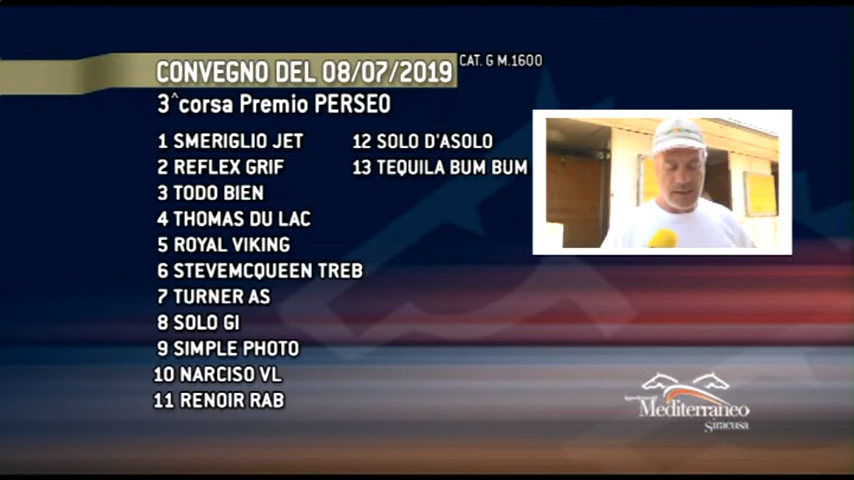 CONVEGNO DEL 08/07/2019
CAT. G M.1600
3^corsa Premio PERSEO
1 SMERIGLIO JET
2 REFLEX GRIF
3 TODO BIEN
4 THOMAS DU LAC
5 ROYAL VIKING
6 STEVEMCQUEEN TREB
7 TURNER AS
8 SOLO GI
9 SIMPLE PHOTO
10 NARCISO VL
11 RENOIR RAB
12 SOLO D'ASOLO
13 TEQUILA BUM BUM
Mediterraneo
Siracusa